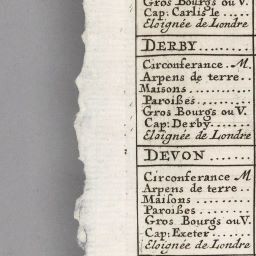 Gros Bourgs ou V.
Cap: Carlisle .....
Eloignée de Londre
DERBY .........
Circonferance . M.
Arpens de terre ..
Maisons ..........
Paroißes ..........
Gros Bourgs ou V.
Cap: Derby .......
Eloignée de Londre
DEVON .......
Circonferance M
Arpens de terre ..
Maisons .........
Paroißes .........
Gros Bourgs ou V.
Cap: Exeter .....
Eloignée de Londre